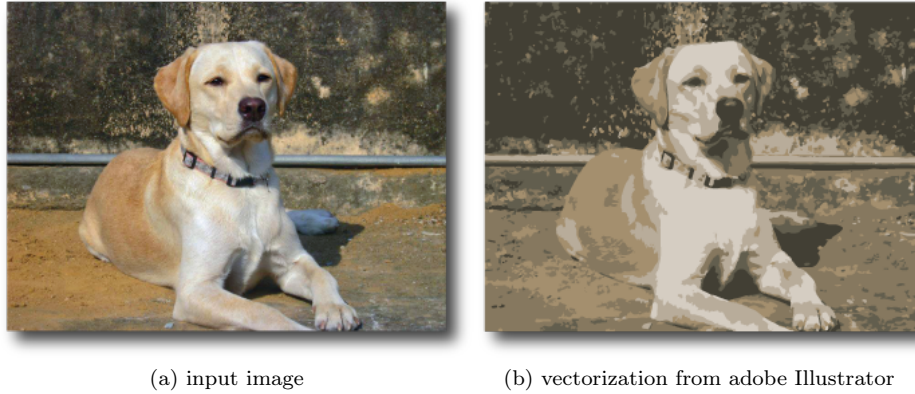 (a) input image
(b) vectorization from adobe Illustrator